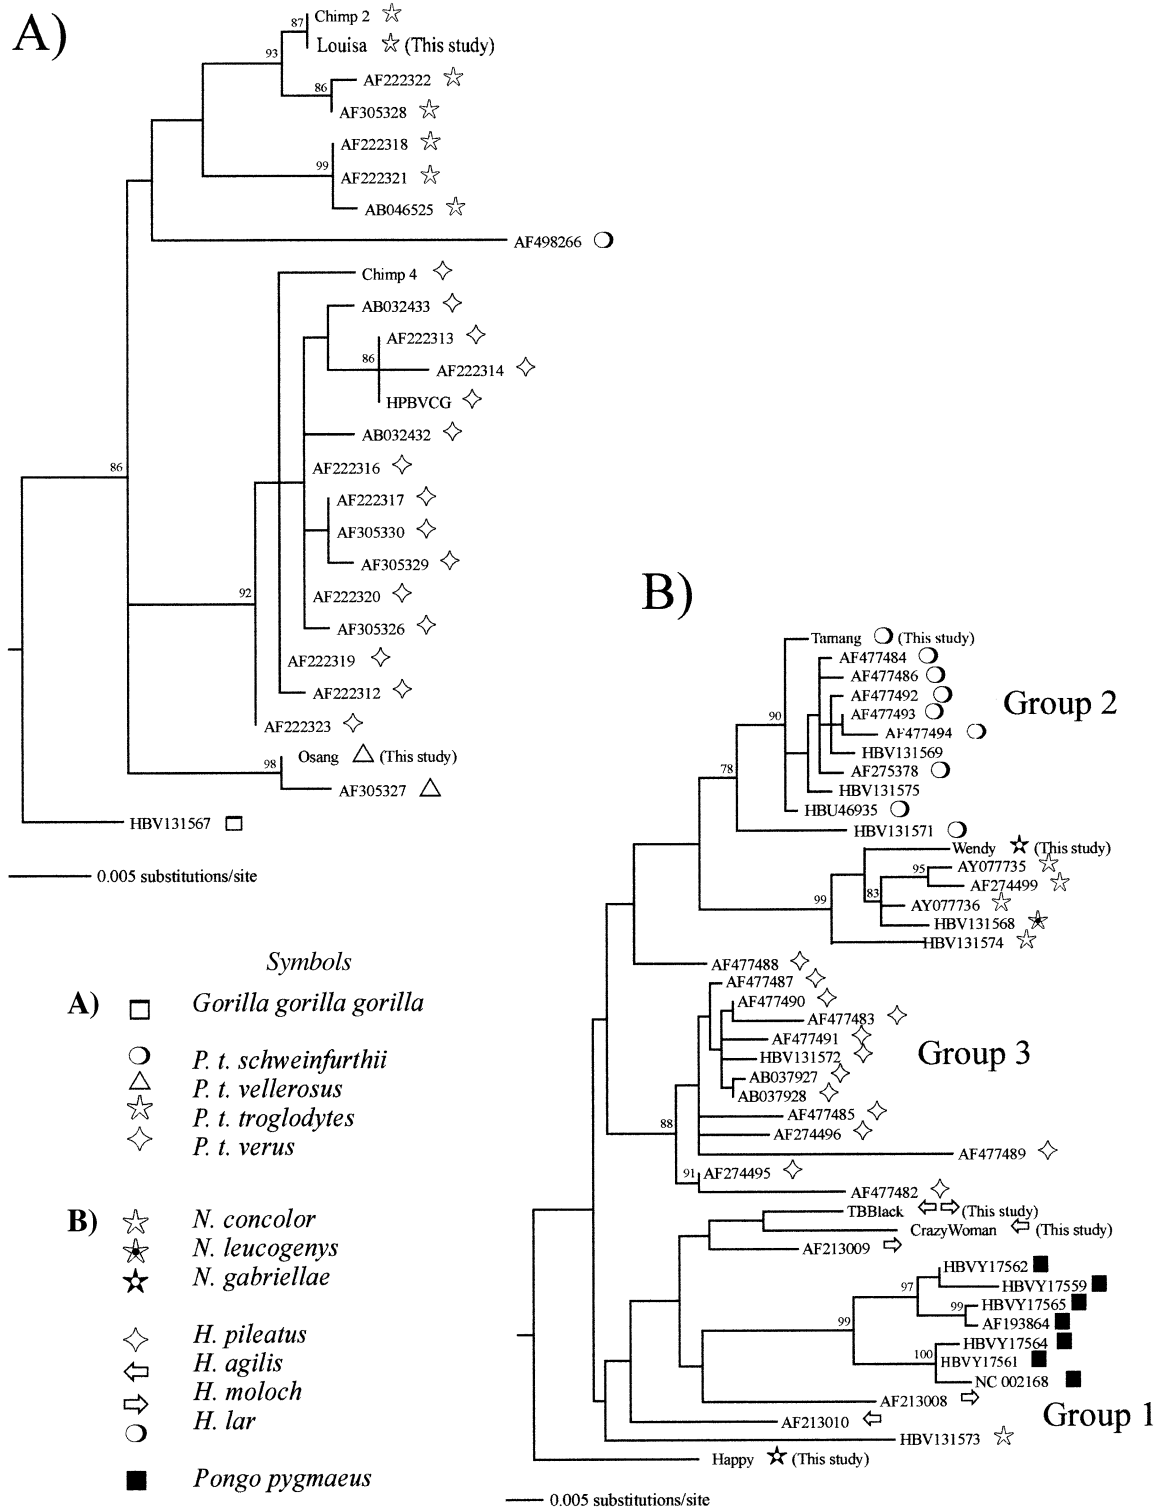 A)
87
Chimp 2
Louisa (This study)
93
AF222322
86
AF305328
AF222318
99
AF222321
AB046525
AF498266
Chimp 4
AB032433
AF222313
86
AF222314
HPBVCG
AB032432
AF222316
86
AF222317
AF305330
AF305329
92
AF222320
AF305326
AF222319
AF222312
AF222323
Osang (This study)
98
AF305327
HBV131567
0.005 substitutions/site
B)
Tamang (This study)
AF477484
AF477486
AF477492
Group 2
90
AF477493
AF477494
HBV131569
78
AF275378
HBV131575
HBU46935
HBV131571
Wendy (This study)
95
AY077735
AF274499
83
99
AY077736
HBV131568
HBV131574
AF477488
AF477487
AF477490
AF477483
AF477491
Group 3
HBV131572
AB037927
AB037928
AF477485
88
AF274496
AF477489
91
AF274495
AF477482
TBBlack (This study)
CrazyWoman (This study)
AF213009
HBVY17562
97
HBVY17559
99
HBVY17565
AF193864
99
HBVY17564
100
HBVY17561
NC 002168
AF213008
Group 1
AF213010
HBV131573
Happy (This study)
0.005 substitutions/site
Symbols
A)
Gorilla gorilla gorilla
P. t. schweinfurthii
P. t. vellerosus
P. t. troglodytes
P. t. verus
B)
N. concolor
N. leucogenys
N. gabriellae
H. pileatus
H. agilis
H. moloch
H. lar
Pongo pygmaeus